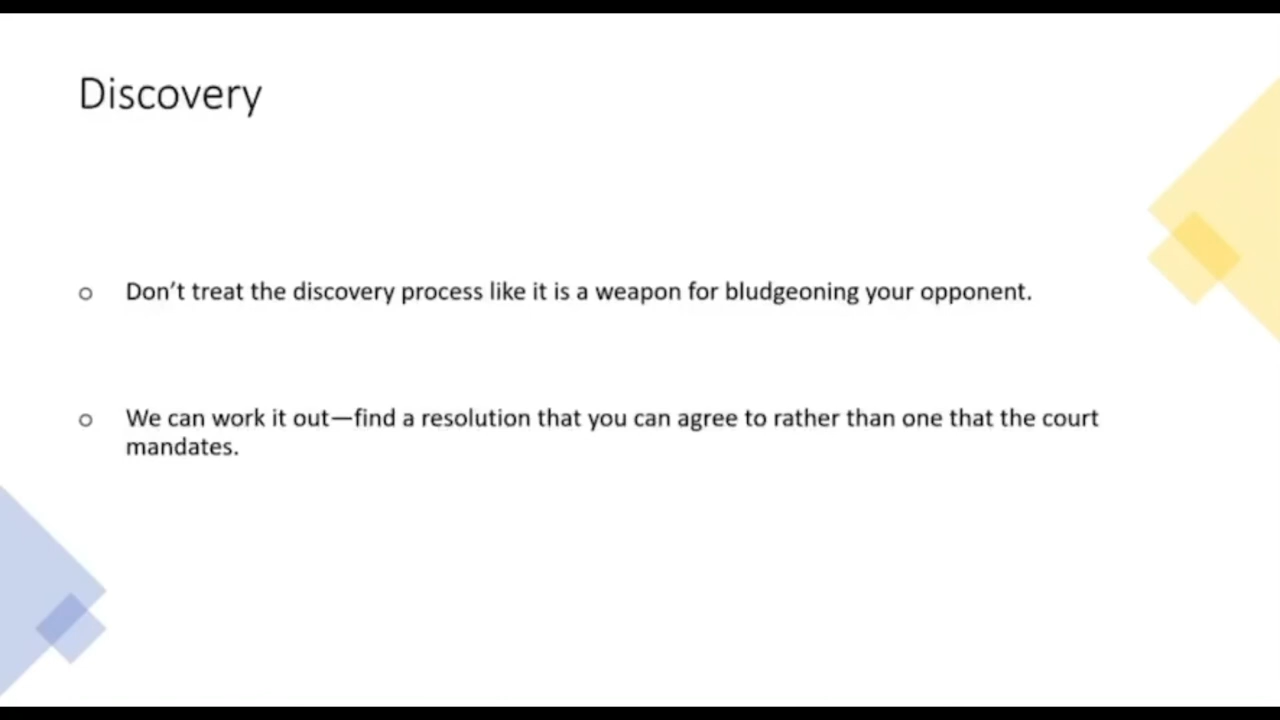 Discovery
o Don’t treat the discovery process like it is a weapon for bludgeoning your opponent.
o We can work it out—find a resolution that you can agree to rather than one that the court
mandates.